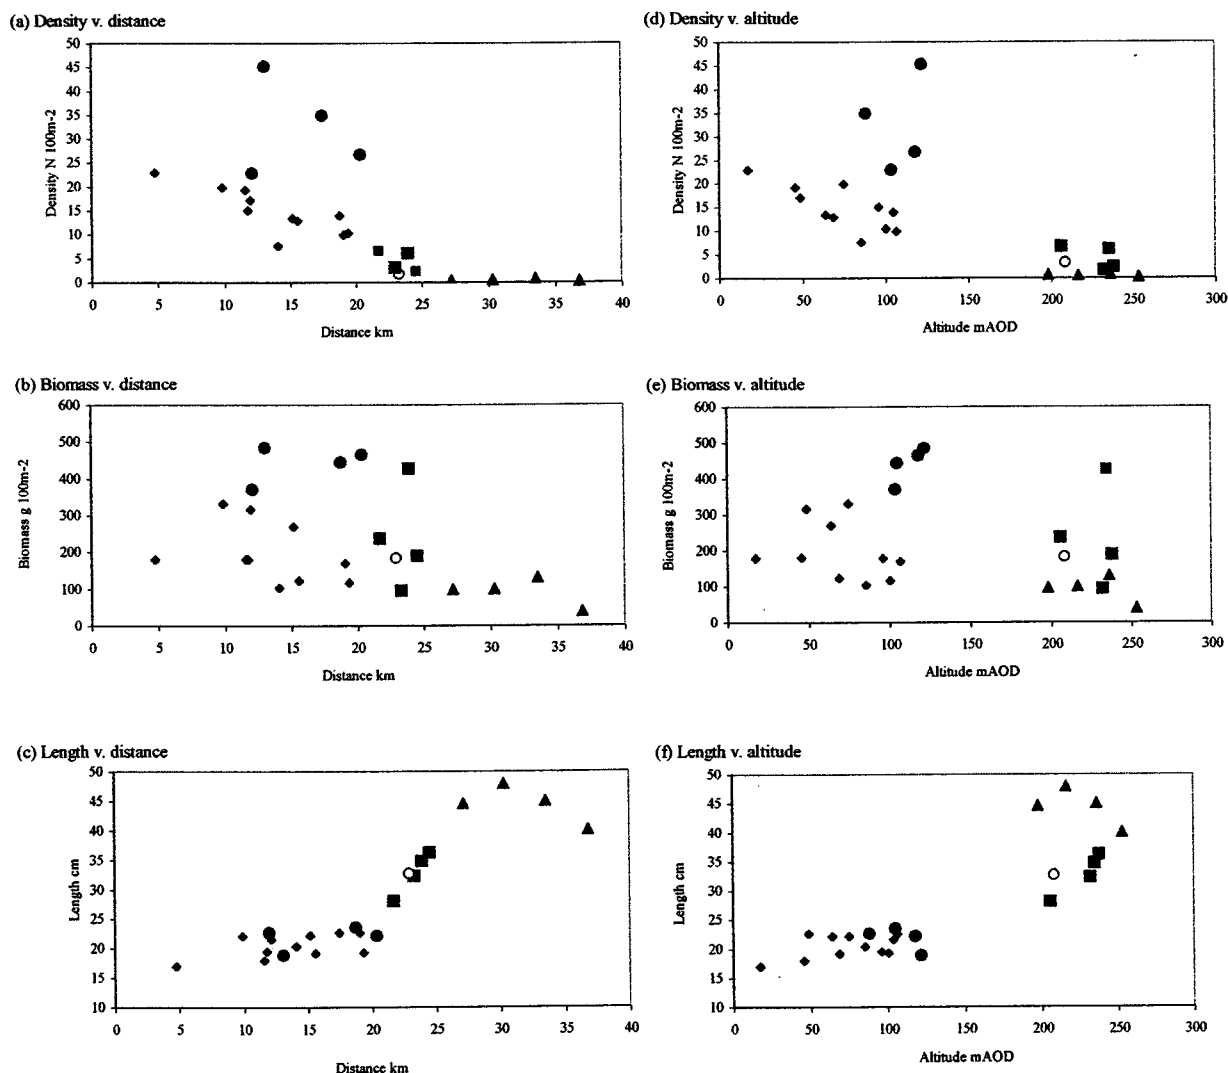 (a) Density v. distance
50
45
40
35
30
25
20
15
10
5
0
Density N 100m-2
0 5 10 15 20 25 30 35 40
Distance km
(d) Density v. altitude
50
45
40
35
30
25
20
15
10
5
0
Density N 100m-2
0 50 100 150 200 250 300
Altitude mAOD
(b) Biomass v. distance
600
500
400
300
200
100
0
Biomass g 100m-2
0 5 10 15 20 25 30 35 40
Distance km
(e) Biomass v. altitude
600
500
400
300
200
100
0
Biomass g 100m-2
0 50 100 150 200 250 300
Altitude mAOD
(c) Length v. distance
50
45
40
35
30
25
20
15
10
Length cm
0 5 10 15 20 25 30 35 40
Distance km
(f) Length v. altitude
50
45
40
35
30
25
20
15
10
Length cm
0 50 100 150 200 250 300
Altitude mAOD